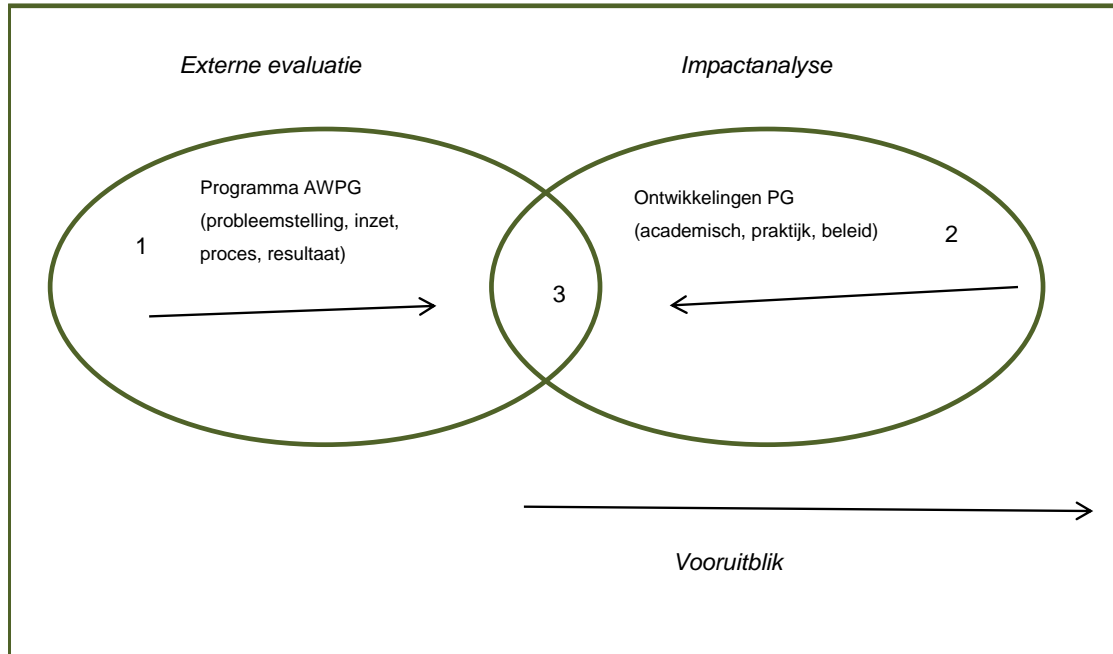 Externe evaluatie
Impactanalyse
Programma AWPG
(probleemstelling, inzet,
proces, resultaat)
1
Ontwikkelingen PG
(academisch, praktijk, beleid)
2
3
Vooruitblik